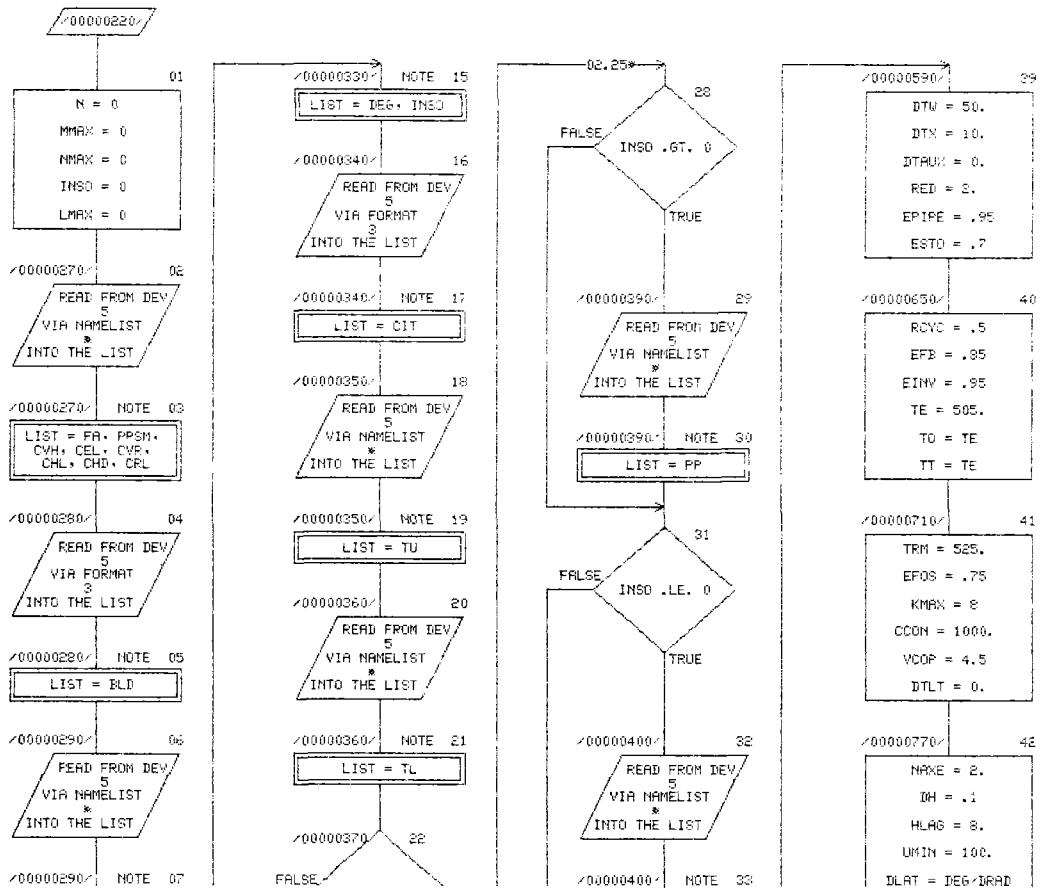 /00000220/
01
N = 0
MMAX = 0
NMAX = 0
INSO = 0
LMAX = 0
/00000270/ 02
READ FROM DEV
5
VIA NAMELIST
*
INTO THE LIST
/00000270/ NOTE 03
LIST = FA, PPSM,
CVH, CEL, CVR,
CHL, CHD, CRL
/00000280/ 04
READ FROM DEV
5
VIA FORMAT
3
INTO THE LIST
/00000280/ NOTE 05
LIST = BLD
/00000290/ 06
READ FROM DEV
5
VIA NAMELIST
*
INTO THE LIST
/00000290/ NOTE 07
/00000330/ NOTE 15
LIST = DEG, INSO
/00000340/ 16
READ FROM DEV
5
VIA FORMAT
3
INTO THE LIST
/00000340/ NOTE 17
LIST = CIT
/00000350/ 18
READ FROM DEV
5
VIA NAMELIST
*
INTO THE LIST
/00000350/ NOTE 19
LIST = TU
/00000360/ 20
READ FROM DEV
5
VIA NAMELIST
*
INTO THE LIST
/00000360/ NOTE 21
LIST = TL
/00000370 22
FALSE
02.25*
28
FALSE
INSO .GT. 0
TRUE
/00000390/ 29
READ FROM DEV
5
VIA NAMELIST
*
INTO THE LIST
/00000390/ NOTE 30
LIST = PP
31
FALSE
INSO .LE. 0
TRUE
/00000400/ 32
READ FROM DEV
5
VIA NAMELIST
*
INTO THE LIST
/00000400/ NOTE 33
/00000590/ 39
DTW = 50.
DTX = 10.
DTAUX = 0.
RED = 2.
EPIPE = .95
ESTO = .7
/00000650/ 40
RCYC = .5
EFB = .85
EINV = .95
TE = 505.
TO = TE
TT = TE
/00000710/ 41
TRM = 525.
EFOS = .75
KMAX = 8
CCON = 1000.
VCOP = 4.5
DTLT = 0.
/00000770/ 42
NAXE = 2.
DH = .1
HLAG = 8.
UMIN = 100.
DLAT = DEG/DRAD